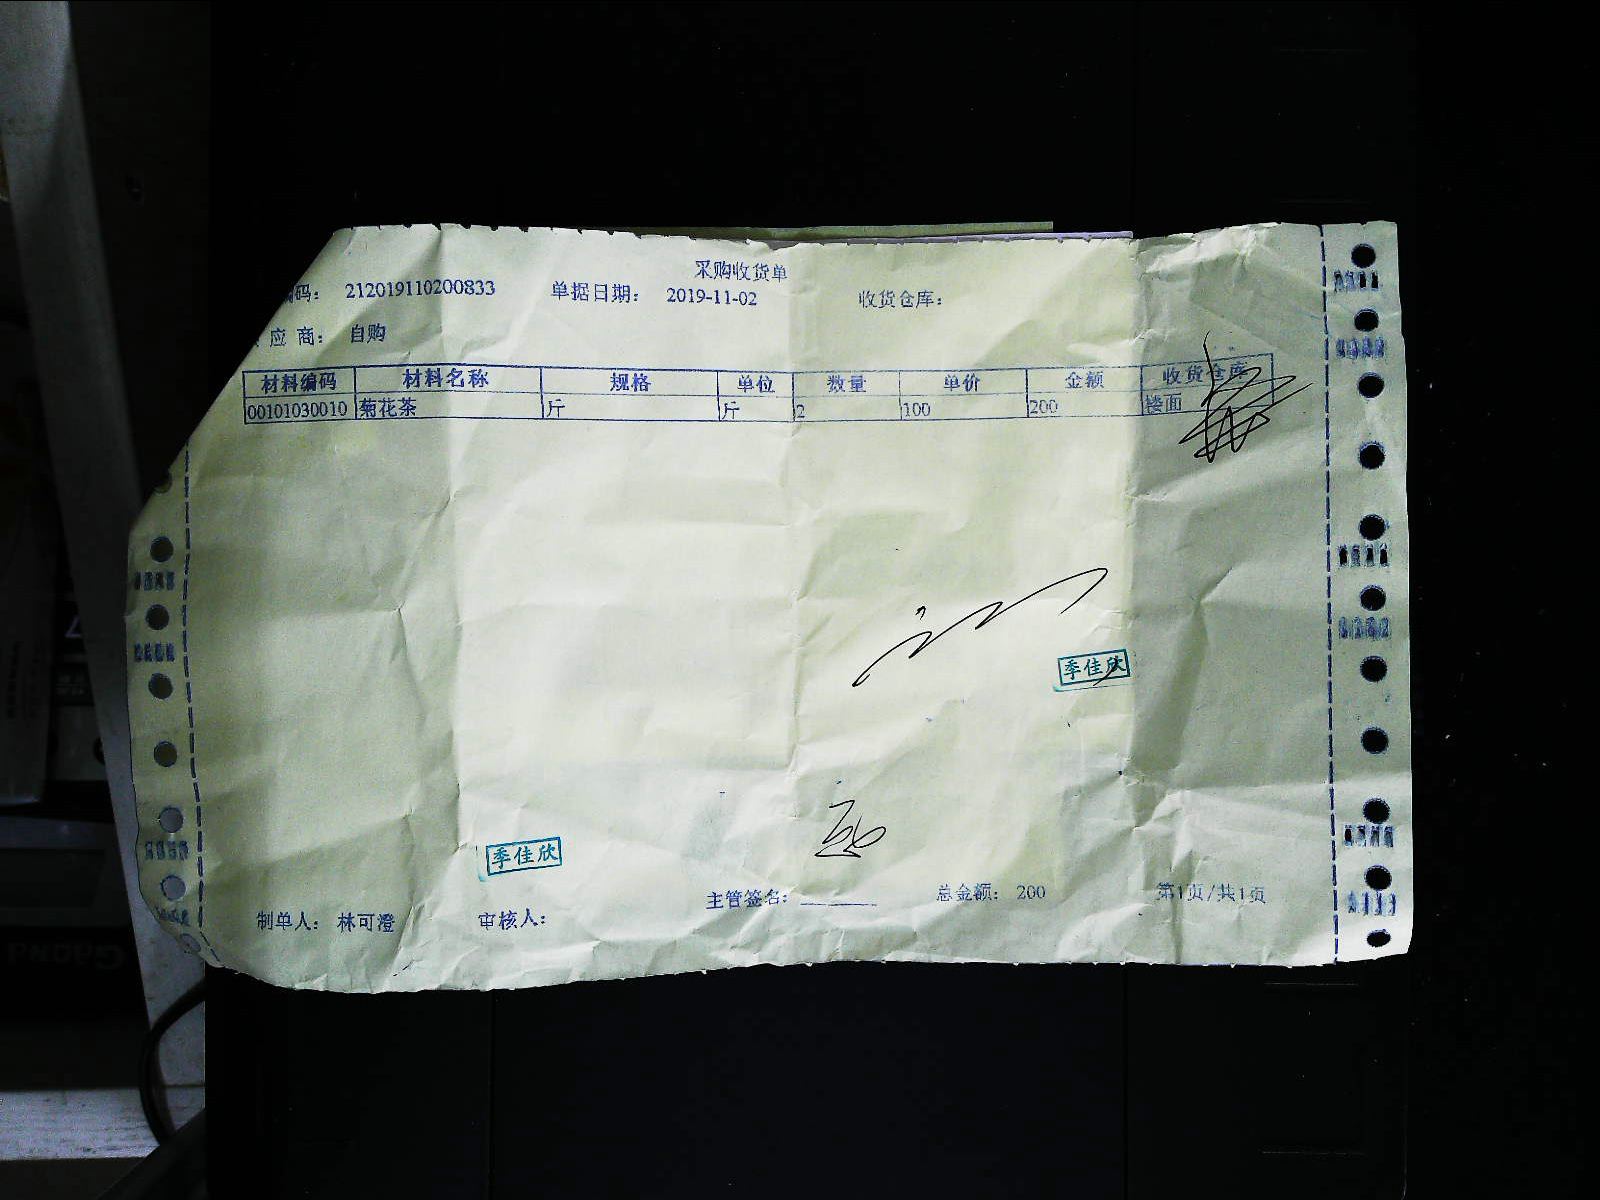 采购收货单
编码: 212019110200833 单据日期: 2019-11-02 收货仓库:
应商: 自购
材料编码 材料名称 规格 单位 数量 单价 金额 收货仓库
00101030010 菊花茶 斤 斤 2 100 200 楼面
季佳欣
季佳欣
主管签名: 总金额: 200 第1页/共1页
制单人: 林可澄 审核人: